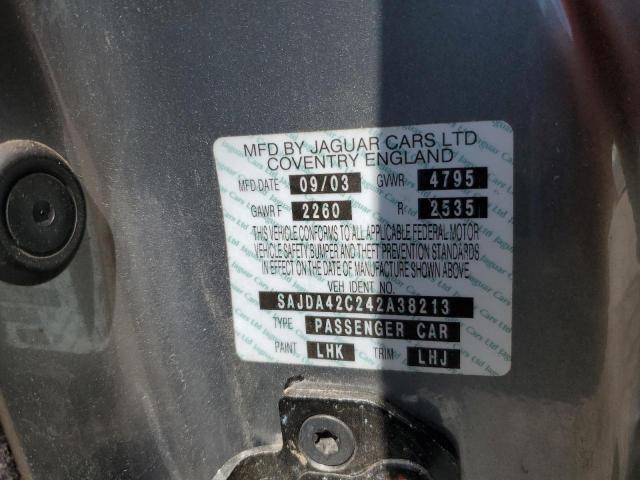 MFD BY JAGUAR CARS LTD
COVENTRY ENGLAND
MFD DATE 09/03 GVWR 4795
GAWR F 2260 R 2535
THIS VEHICLE CONFORMS TO ALL APPLICABLE FEDERAL MOTOR
VEHICLE SAFETY BUMPER AND THEFT PREVENTION STANDARDS
IN EFFECT ON THE DATE OF MANUFACTURE SHOWN ABOVE.
VEH IDENT NO.
SAJDA42C242A38213
TYPE PASSENGER CAR
PAINT LHK TRIM LHJ